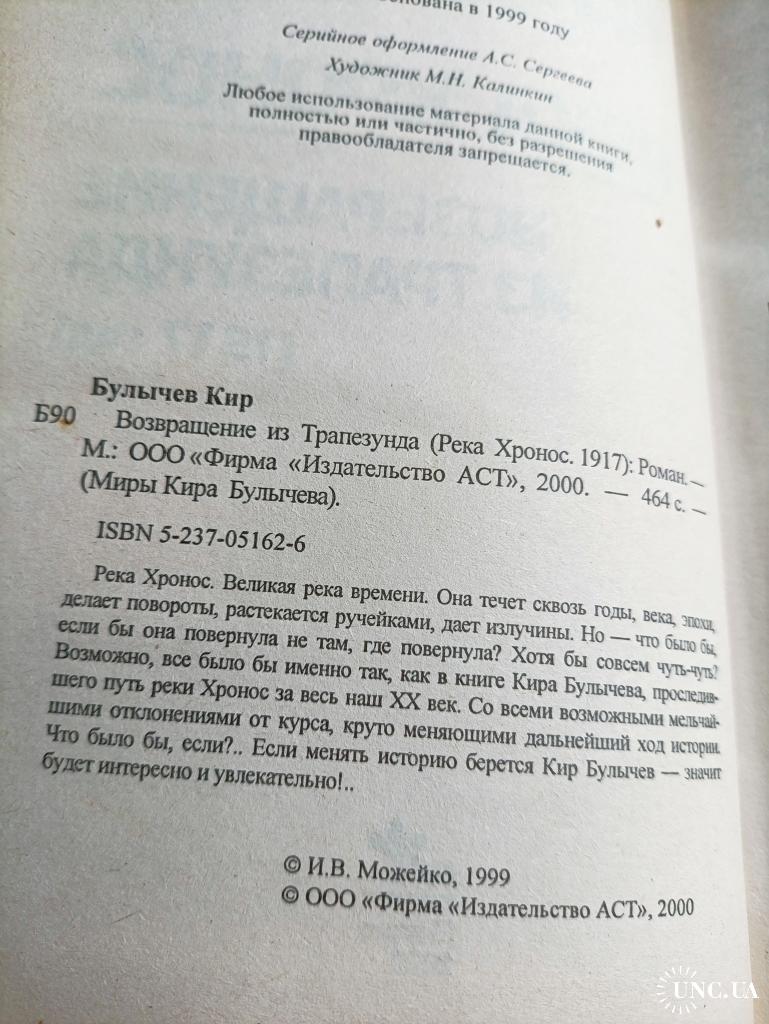 в 1999 году
Серийное оформление А.С. Сергеева
Художник М.Н. Калинкин
Любое использование материала данной книги,
полностью или частично, без разрешения
правообладателя запрещается.
Булычев Кир
Б90 Возвращение из Трапезунда (Река Хронос. 1917): Роман. —
М.: ООО «Фирма «Издательство АСТ», 2000. — 464 с. —
(Миры Кира Булычева).
ISBN 5-237-05162-6
Река Хронос. Великая река времени. Она течет сквозь годы, века, эпохи,
делает повороты, растекается ручейками, дает излучины. Но — что было бы,
если бы она повернула не там, где повернула? Хотя бы совсем чуть-чуть?
Возможно, все было бы именно так, как в книге Кира Булычева, проследив-
шего путь реки Хронос за весь наш XX век. Со всеми возможными мельчай-
шими отклонениями от курса, круто меняющими дальнейший ход истории.
Что было бы, если?.. Если менять историю берется Кир Булычев — значит
будет интересно и увлекательно!..
© И.В. Можейко, 1999
© ООО «Фирма «Издательство АСТ», 2000
UNC.UA